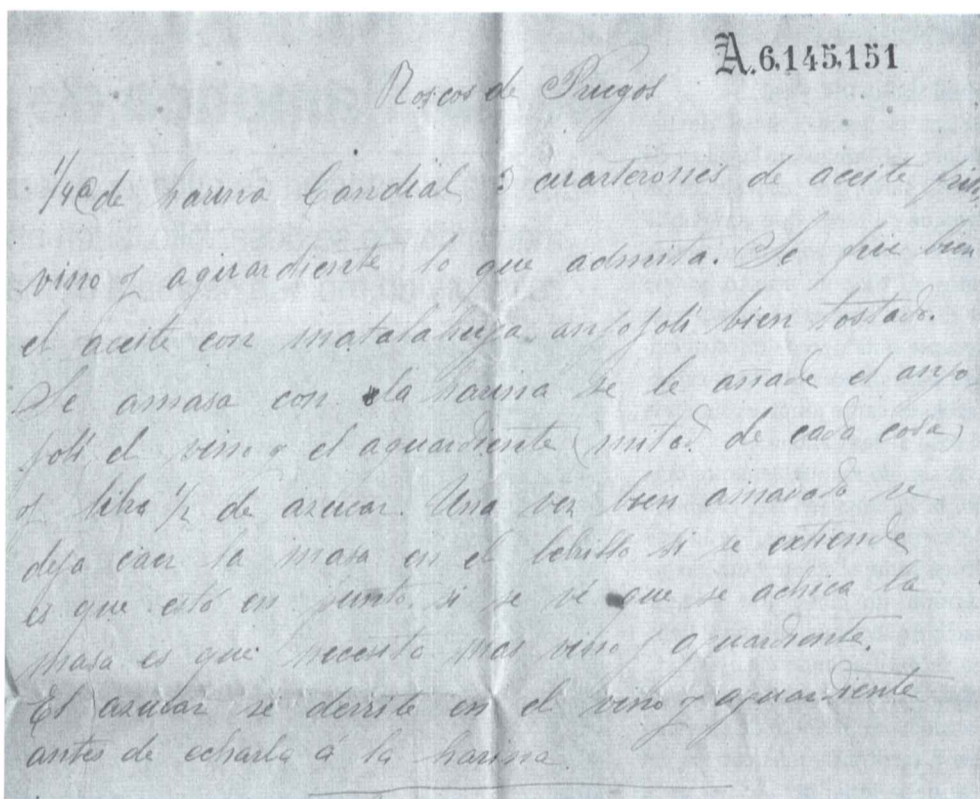 A.6.145.151
Roscos de Priegos
1/4 @ de harina Candial 3 cuarterones de aceite frito
vino y aguardiente lo que admita. Se frie bien
el aceite con matalahuga, anjojolí bien tostado.
Se amasa con la harina se le añade el anjo
jolí, el vino y el aguardiente (mitad de cada cosa)
y libra 1/2 de azucar. Una vez bien amasado se
deja caer la masa en el lebrillo si se extiende
es que está en punto, si se vé que se achica la
masa es que necesita mas vino y aguardiente.
El azucar se derrite en el vino y aguardiente
antes de echarla á la harina.